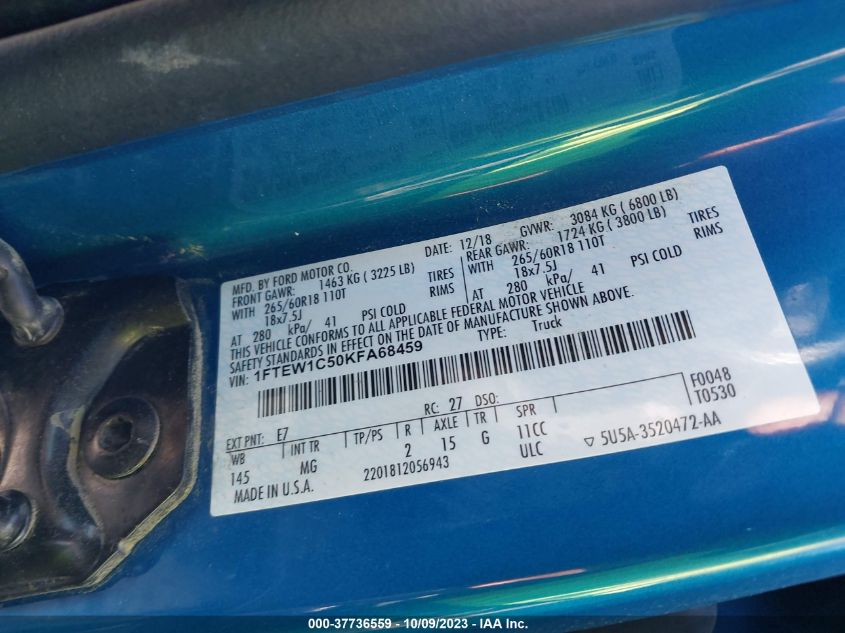 MFD. BY FORD MOTOR CO.
DATE: 12/18
GVWR: 3084 KG ( 6800 LB)
FRONT GAWR: 1463 KG ( 3225 LB)
REAR GAWR: 1724 KG ( 3800 LB)
WITH 265/60R18 110T TIRES
WITH 265/60R18 110T TIRES
18x7.5J RIMS
18x7.5J RIMS
AT 280 kPa/ 41 PSI COLD
AT 280 kPa/ 41 PSI COLD
THIS VEHICLE CONFORMS TO ALL APPLICABLE FEDERAL MOTOR VEHICLE
SAFETY STANDARDS IN EFFECT ON THE DATE OF MANUFACTURE SHOWN ABOVE.
VIN: 1FTEW1C50KFA68459
TYPE: Truck
F0048
T0530
EXT PNT: E7 RC: 27 DSO:
WB INT TR TP/PS R AXLE TR SPR
145 MG 2 15 G 11CC
ULC
MADE IN U.S.A. 2201812056943
▽ 5U5A-3520472-AA
000-37736559 - 10/09/2023 - IAA Inc.